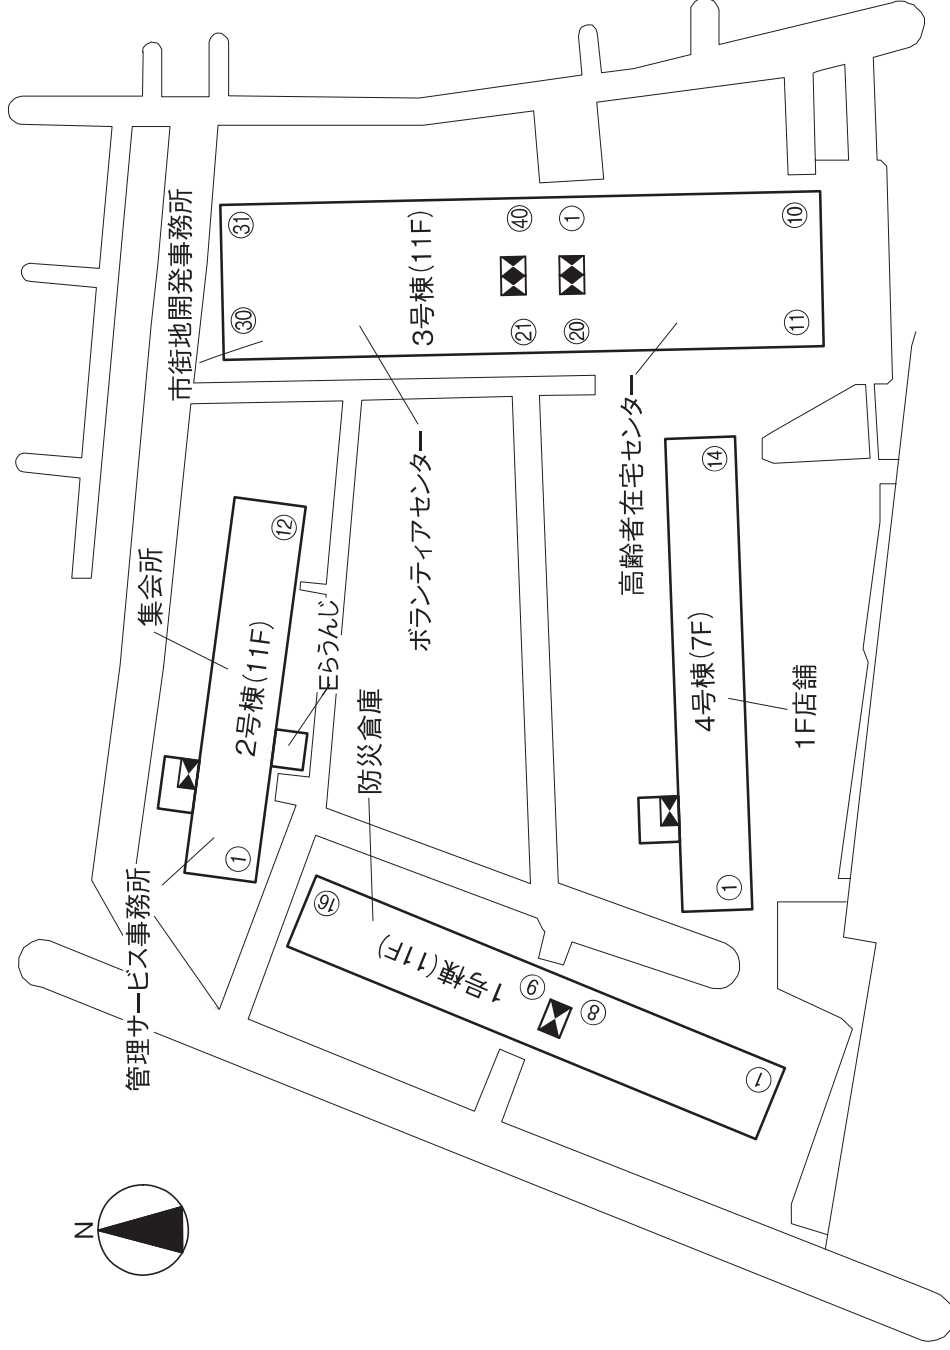 市街地開発事務所
㉛
㉚
3号棟(11F)
㊵
①
㉑
⑳
⑩
⑪
ボランティアセンター
高齢者在宅センター
集会所
⑫
2号棟(11F)
Eらうんじ
①
管理サービス事務所
防災倉庫
⑭
4号棟(7F)
1F店舗
①
⑯
1号棟(11F)
⑨
⑧
①
N